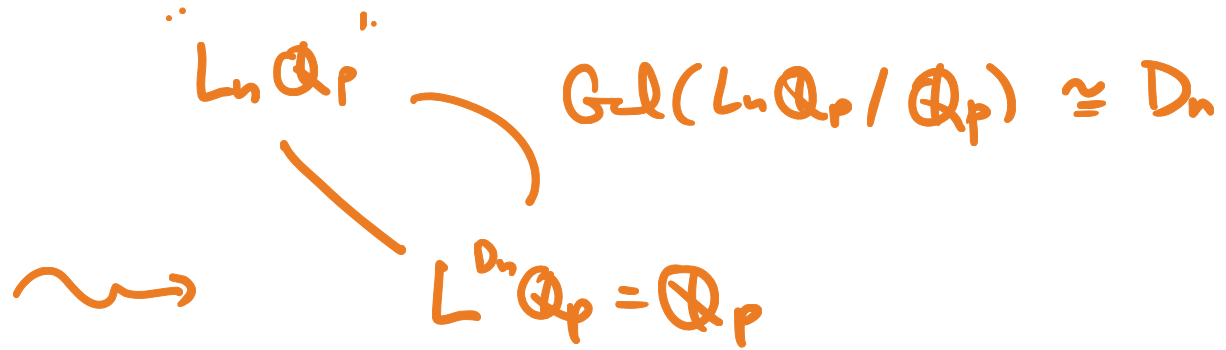 "Lₙℚₚ"
Gal(Lₙℚₚ/ℚₚ) ≅ Dₙ
L^{Dₙ}ℚₚ = ℚₚ